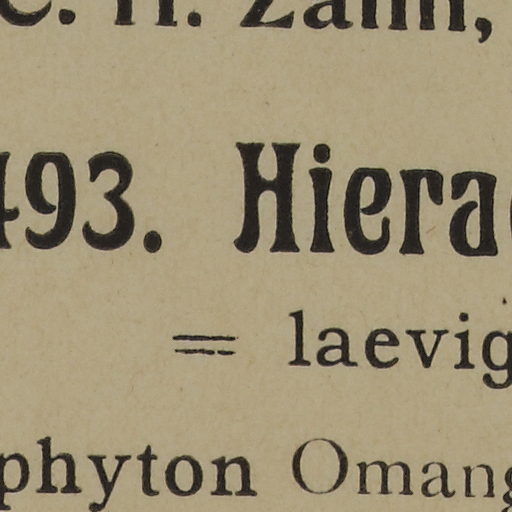 C. H. Zahn,
493. Hierac
= laevig
phyton Omang